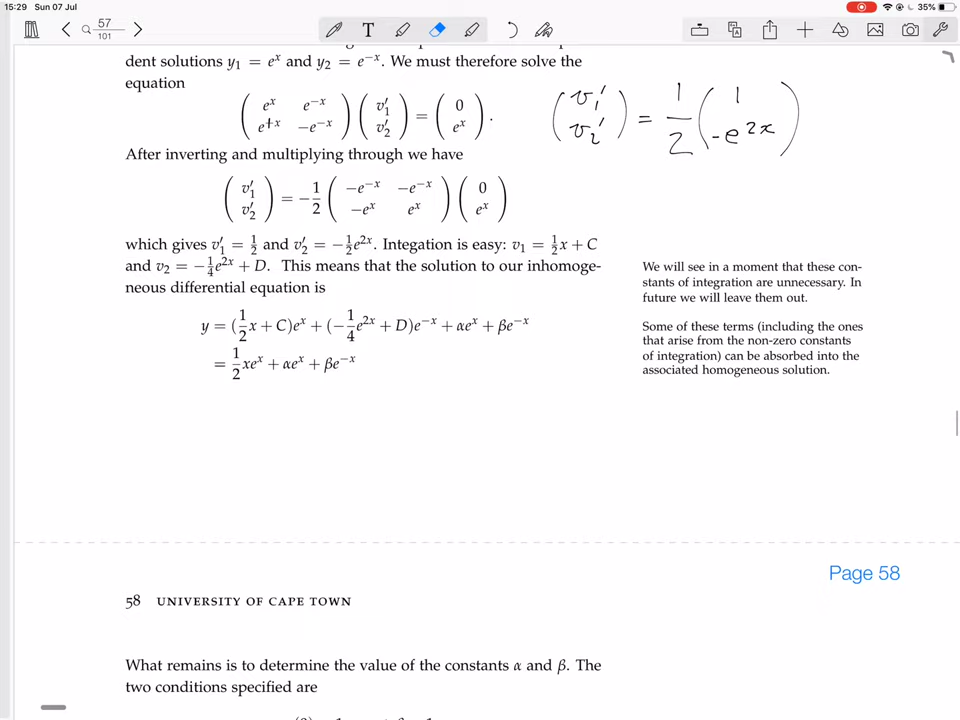 15:29 Sun 07 Jul
35%
57
101
T
dent solutions y₁ = eˣ and y₂ = e⁻ˣ. We must therefore solve the
equation
( eˣ e⁻ˣ ) ( v₁′ ) = ( 0 )
( e⁺ˣ −e⁻ˣ ) ( v₂′ ) ( eˣ ) .
( v₁′ ) = 1/2 ( 1 )
( v₂′ ) ( -e²ˣ )
After inverting and multiplying through we have
( v₁′ ) = − 1/2 ( −e⁻ˣ −e⁻ˣ ) ( 0 )
( v₂′ ) ( −eˣ eˣ ) ( eˣ )
which gives v₁′ = ½ and v₂′ = −½e²ˣ. Integation is easy: v₁ = ½x + C
and v₂ = −¼e²ˣ + D. This means that the solution to our inhomoge-
neous differential equation is
y = (½x + C)eˣ + (−¼e²ˣ + D)e⁻ˣ + αeˣ + βe⁻ˣ
= ½xeˣ + αeˣ + βe⁻ˣ
We will see in a moment that these con-
stants of integration are unnecessary. In
future we will leave them out.
Some of these terms (including the ones
that arise from the non-zero constants
of integration) can be absorbed into the
associated homogeneous solution.
Page 58
58 UNIVERSITY OF CAPE TOWN
What remains is to determine the value of the constants α and β. The
two conditions specified are